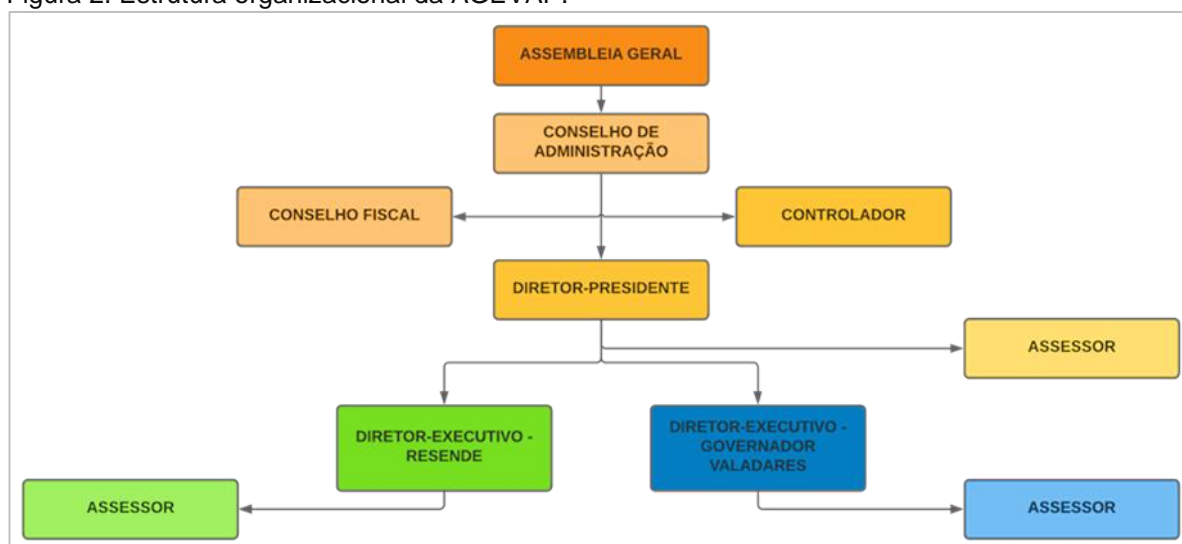 Figura 2: Estrutura organizacional da AGEVAP.
ASSEMBLEIA GERAL
CONSELHO DE
ADMINISTRAÇÃO
CONSELHO FISCAL
CONTROLADOR
DIRETOR-PRESIDENTE
ASSESSOR
DIRETOR-EXECUTIVO -
RESENDE
DIRETOR-EXECUTIVO -
GOVERNADOR
VALADARES
ASSESSOR
ASSESSOR